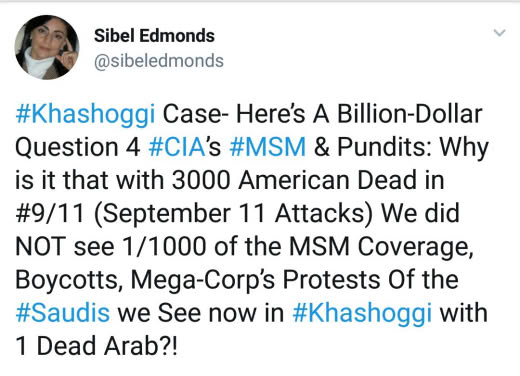 Sibel Edmonds
@sibeledmonds
#Khashoggi Case- Here's A Billion-Dollar
Question 4 #CIA's #MSM & Pundits: Why
is it that with 3000 American Dead in
#9/11 (September 11 Attacks) We did
NOT see 1/1000 of the MSM Coverage,
Boycotts, Mega-Corp's Protests Of the
#Saudis we See now in #Khashoggi with
1 Dead Arab?!